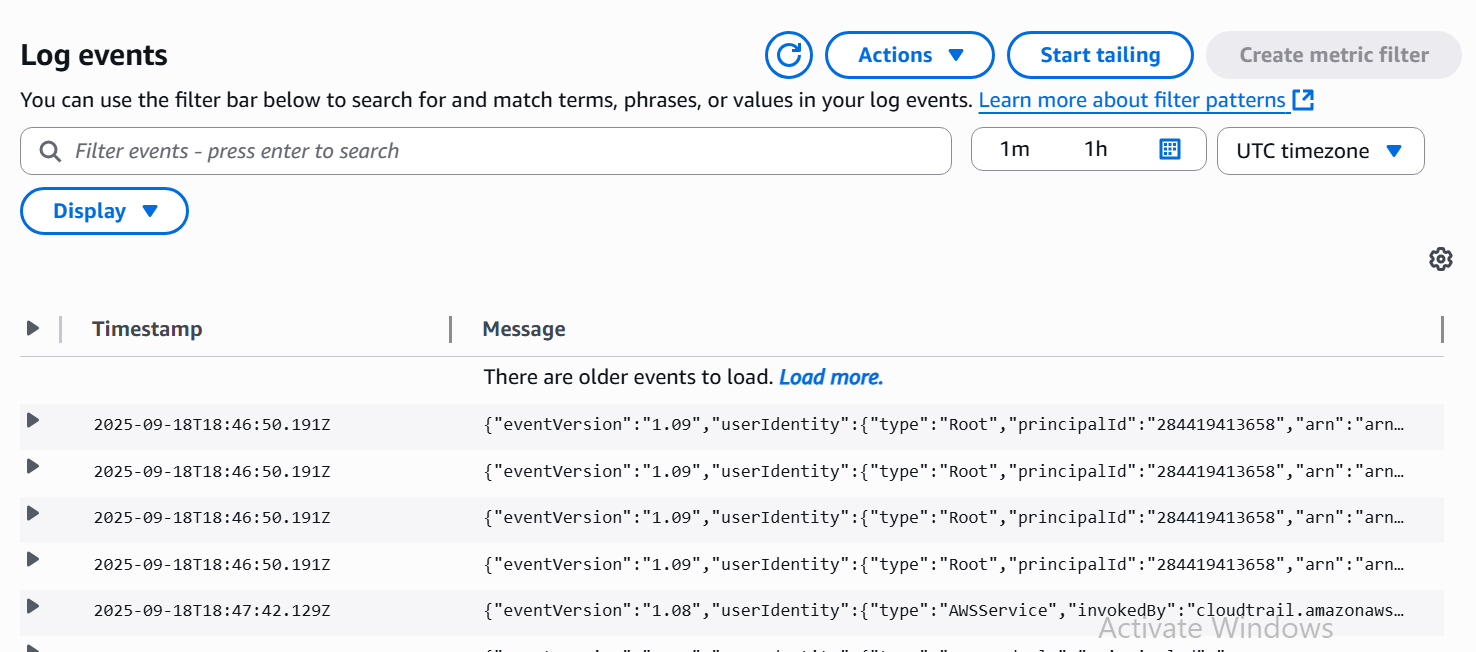 Log events
Actions
Start tailing
Create metric filter
You can use the filter bar below to search for and match terms, phrases, or values in your log events. Learn more about filter patterns
Filter events - press enter to search
1m 1h
UTC timezone
Display
Timestamp Message
There are older events to load. Load more.
2025-09-18T18:46:50.191Z {"eventVersion":"1.09","userIdentity":{"type":"Root","principalId":"284419413658","arn":"arn…
2025-09-18T18:46:50.191Z {"eventVersion":"1.09","userIdentity":{"type":"Root","principalId":"284419413658","arn":"arn…
2025-09-18T18:46:50.191Z {"eventVersion":"1.09","userIdentity":{"type":"Root","principalId":"284419413658","arn":"arn…
2025-09-18T18:46:50.191Z {"eventVersion":"1.09","userIdentity":{"type":"Root","principalId":"284419413658","arn":"arn…
2025-09-18T18:47:42.129Z {"eventVersion":"1.08","userIdentity":{"type":"AWSService","invokedBy":"cloudtrail.amazonaws…
Activate Windows